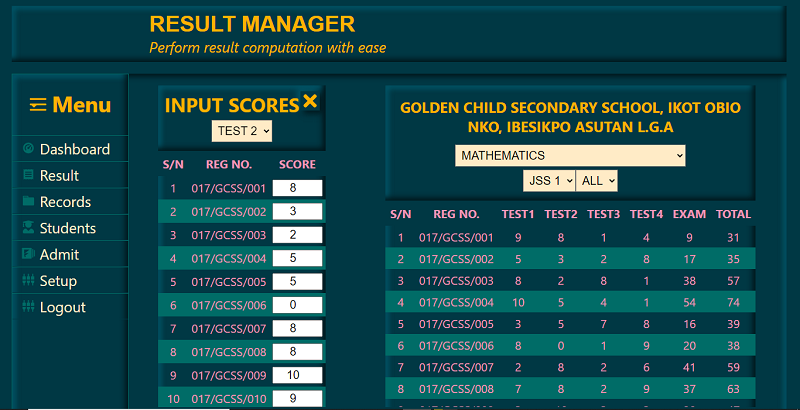 RESULT MANAGER
Perform result computation with ease
Menu
Dashboard
Result
Records
Students
Admit
Setup
Logout
INPUT SCORES
TEST 2
S/N REG NO. SCORE
1 017/GCSS/001 8
2 017/GCSS/002 3
3 017/GCSS/003 2
4 017/GCSS/004 5
5 017/GCSS/005 5
6 017/GCSS/006 0
7 017/GCSS/007 8
8 017/GCSS/008 8
9 017/GCSS/009 10
10 017/GCSS/010 9
GOLDEN CHILD SECONDARY SCHOOL, IKOT OBIO
NKO, IBESIKPO ASUTAN L.G.A
MATHEMATICS
JSS 1 ALL
S/N REG NO. TEST1 TEST2 TEST3 TEST4 EXAM TOTAL
1 017/GCSS/001 9 8 1 4 9 31
2 017/GCSS/002 5 3 2 8 17 35
3 017/GCSS/003 8 2 8 1 38 57
4 017/GCSS/004 10 5 4 1 54 74
5 017/GCSS/005 3 5 7 8 16 39
6 017/GCSS/006 8 0 1 9 20 38
7 017/GCSS/007 2 8 2 6 41 59
8 017/GCSS/008 7 8 2 9 37 63